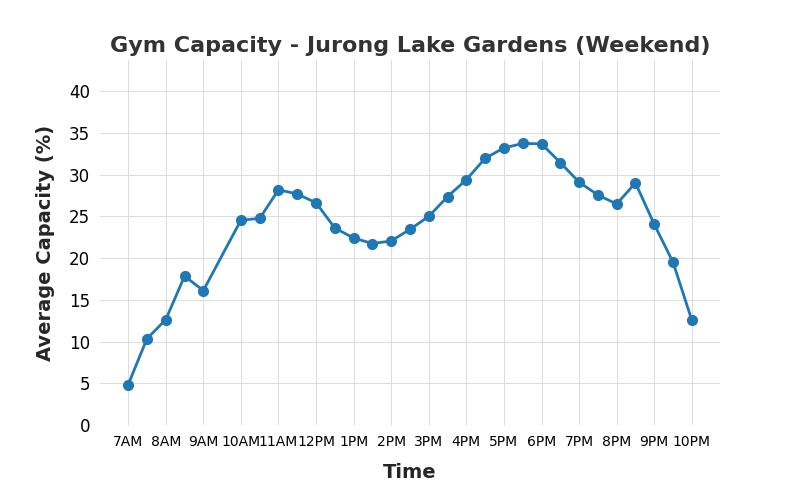 Gym Capacity - Jurong Lake Gardens (Weekend)
Average Capacity (%)
40
35
30
25
20
15
10
5
0
7AM 8AM 9AM 10AM 11AM 12PM 1PM 2PM 3PM 4PM 5PM 6PM 7PM 8PM 9PM 10PM
Time